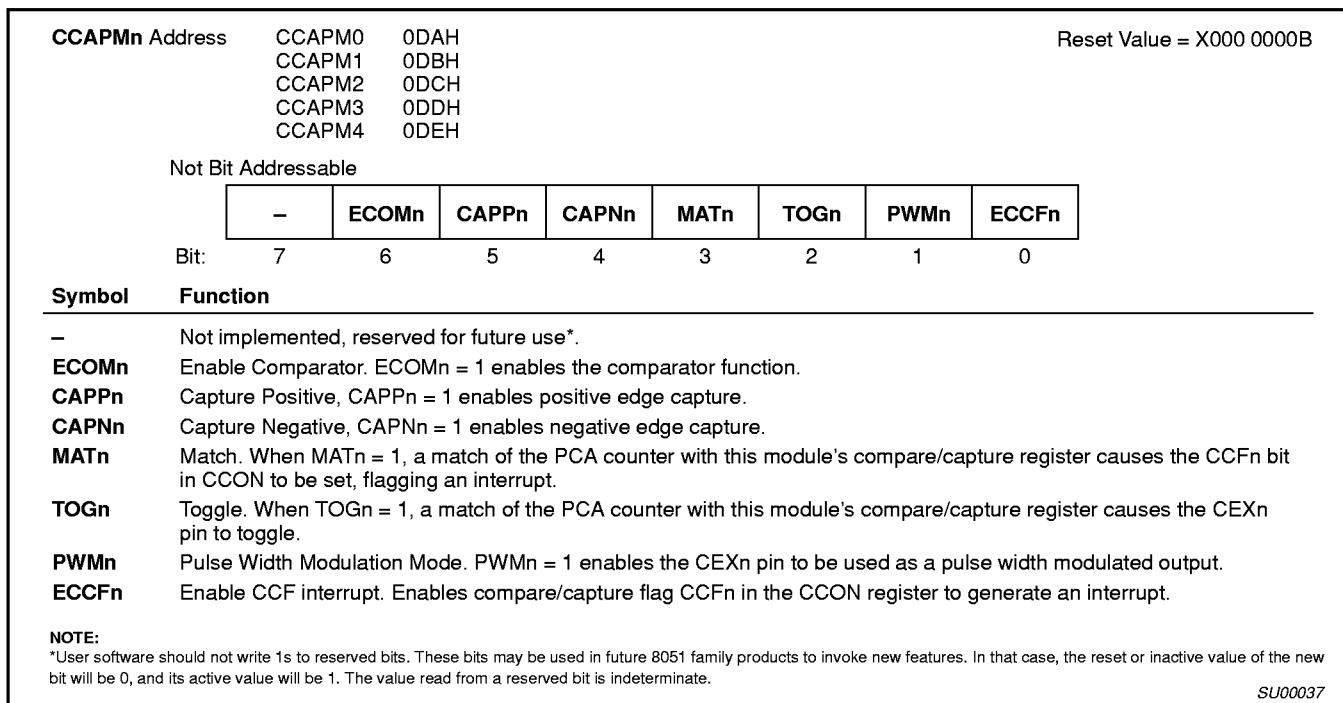 CCAPMn Address CCAPM0 0DAH Reset Value = X000 0000B
CCAPM1 0DBH
CCAPM2 0DCH
CCAPM3 0DDH
CCAPM4 0DEH
Not Bit Addressable
– ECOMn CAPPn CAPNn MATn TOGn PWMn ECCFn
Bit: 7 6 5 4 3 2 1 0
Symbol Function
– Not implemented, reserved for future use*.
ECOMn Enable Comparator. ECOMn = 1 enables the comparator function.
CAPPn Capture Positive, CAPPn = 1 enables positive edge capture.
CAPNn Capture Negative, CAPNn = 1 enables negative edge capture.
MATn Match. When MATn = 1, a match of the PCA counter with this module's compare/capture register causes the CCFn bit
in CCON to be set, flagging an interrupt.
TOGn Toggle. When TOGn = 1, a match of the PCA counter with this module's compare/capture register causes the CEXn
pin to toggle.
PWMn Pulse Width Modulation Mode. PWMn = 1 enables the CEXn pin to be used as a pulse width modulated output.
ECCFn Enable CCF interrupt. Enables compare/capture flag CCFn in the CCON register to generate an interrupt.
NOTE:
*User software should not write 1s to reserved bits. These bits may be used in future 8051 family products to invoke new features. In that case, the reset or inactive value of the new
bit will be 0, and its active value will be 1. The value read from a reserved bit is indeterminate.
SU00037